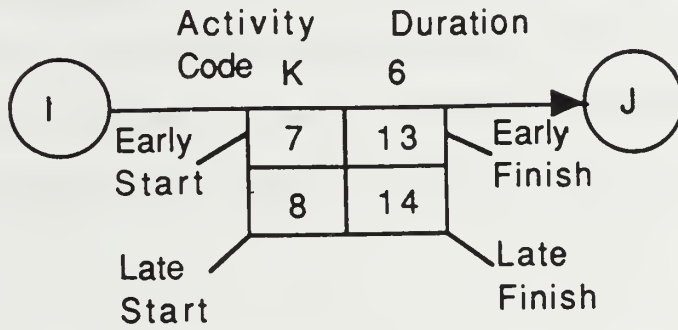 Activity Duration
Code K 6
I J
Early 7 13 Early
Start Finish
8 14
Late Late
Start Finish